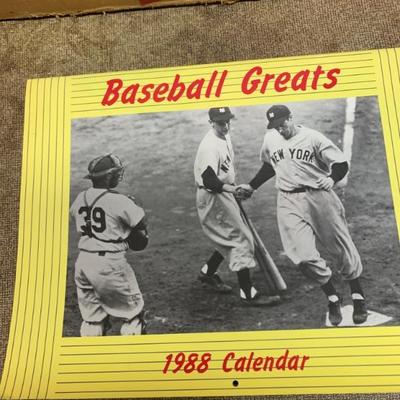 Baseball Greats
39
NEW YORK
1988 Calendar